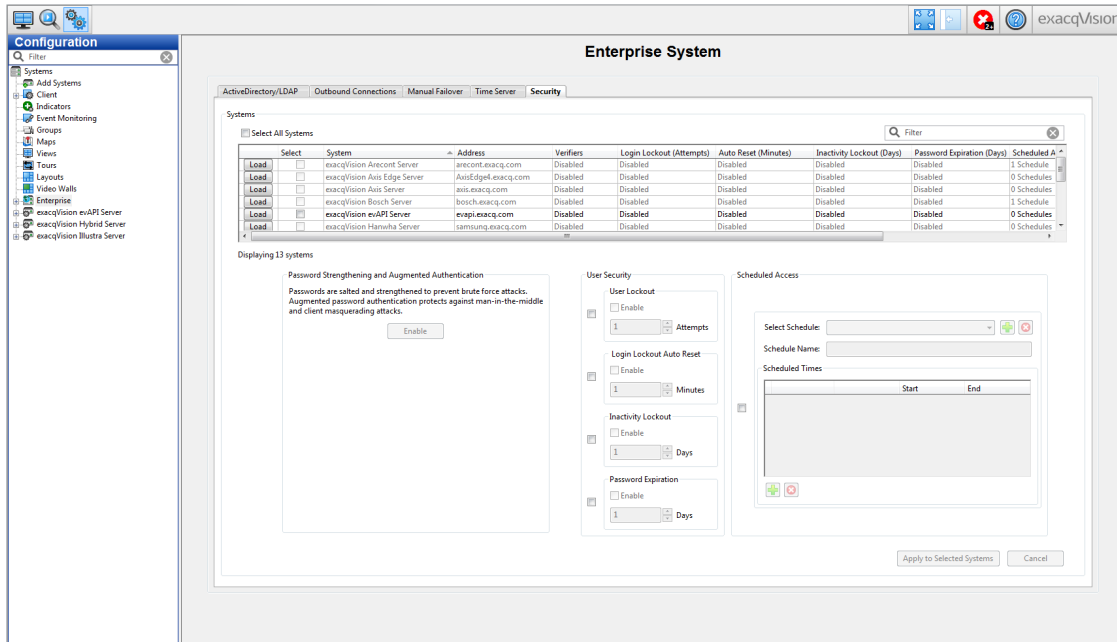 exacqVision
Configuration
Filter
Systems
Add Systems
Client
Indicators
Event Monitoring
Groups
Maps
Views
Tours
Layouts
Video Walls
Enterprise
exacqVision evAPI Server
exacqVision Hybrid Server
exacqVision Illustra Server
Enterprise System
ActiveDirectory/LDAP Outbound Connections Manual Failover Time Server Security
Systems
Select All Systems
Filter
Select System Address Verifiers Login Lockout (Attempts) Auto Reset (Minutes) Inactivity Lockout (Days) Password Expiration (Days) Scheduled A
Load exacqVision Arecont Server arecont.exacq.com Disabled Disabled Disabled Disabled Disabled 1 Schedule
Load exacqVision Axis Edge Server AxisEdge4.exacq.com Disabled Disabled Disabled Disabled Disabled 0 Schedules
Load exacqVision Axis Server axis.exacq.com Disabled Disabled Disabled Disabled Disabled 0 Schedules
Load exacqVision Bosch Server bosch.exacq.com Disabled Disabled Disabled Disabled Disabled 1 Schedule
Load exacqVision evAPI Server evapi.exacq.com Disabled Disabled Disabled Disabled Disabled 0 Schedules
Load exacqVision Hanwha Server samsung.exacq.com Disabled Disabled Disabled Disabled Disabled 0 Schedules
Displaying 13 systems
Password Strengthening and Augmented Authentication
Passwords are salted and strengthened to prevent brute force attacks.
Augmented password authentication protects against man-in-the-middle
and client masquerading attacks.
Enable
User Security
User Lockout
Enable
1 Attempts
Login Lockout Auto Reset
Enable
1 Minutes
Inactivity Lockout
Enable
1 Days
Password Expiration
Enable
1 Days
Scheduled Access
Select Schedule:
Schedule Name:
Scheduled Times
Start End
Apply to Selected Systems Cancel